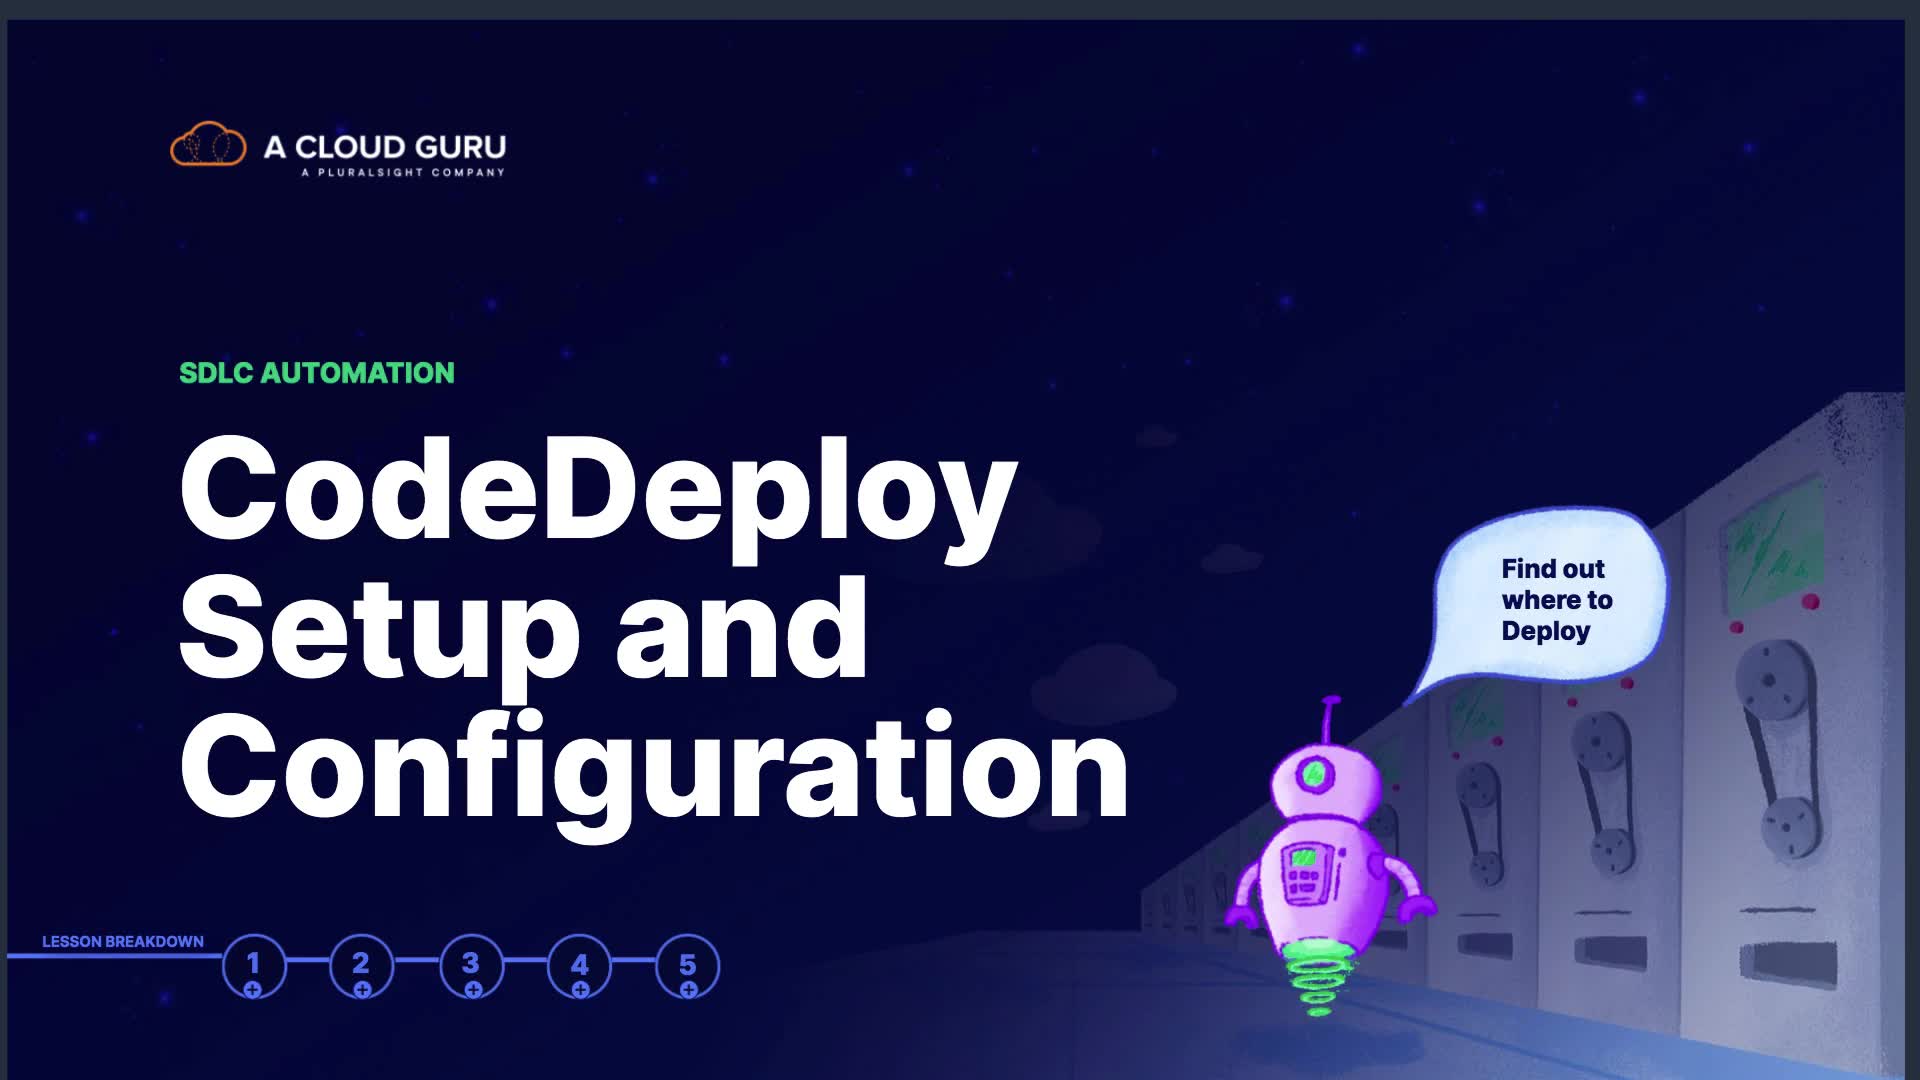 A CLOUD GURU
A PLURALSIGHT COMPANY
SDLC AUTOMATION
CodeDeploy
Setup and
Configuration
Find out
where to
Deploy
LESSON BREAKDOWN
1 2 3 4 5